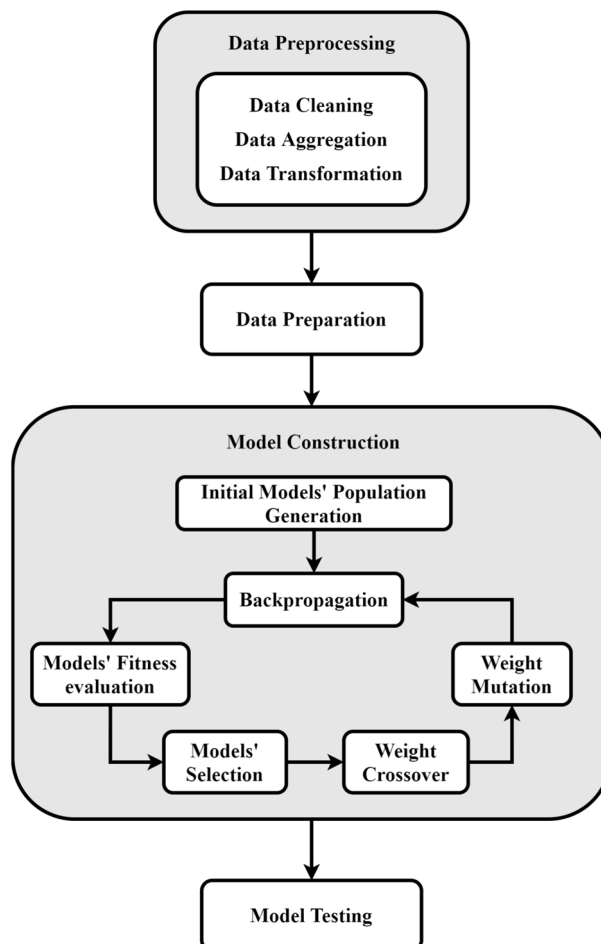 Data Preprocessing
Data Cleaning
Data Aggregation
Data Transformation
Data Preparation
Model Construction
Initial Models' Population
Generation
Backpropagation
Models' Fitness
evaluation
Weight
Mutation
Models'
Selection
Weight
Crossover
Model Testing